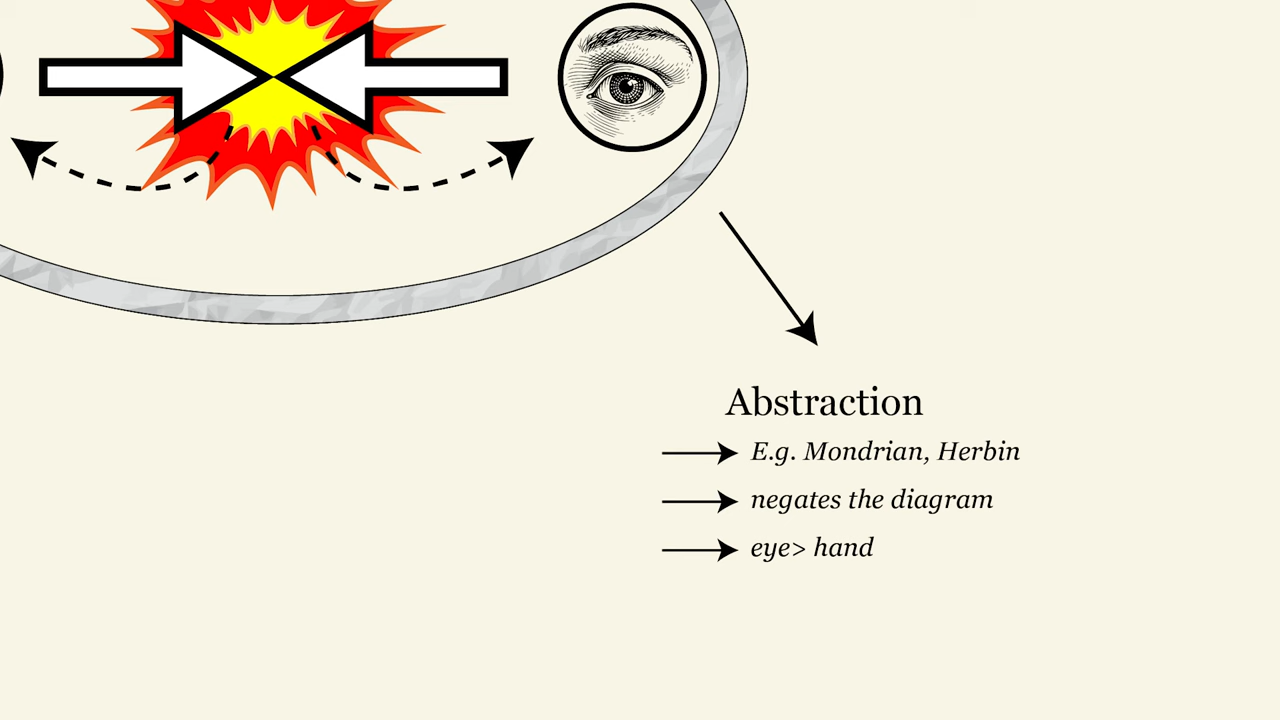 Abstraction
E.g. Mondrian, Herbin
negates the diagram
eye> hand